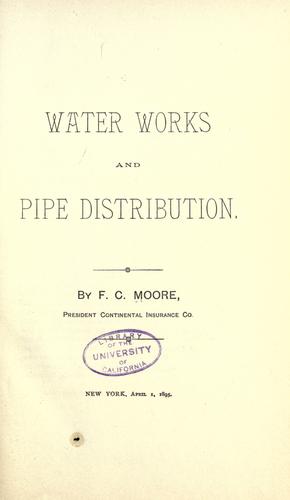 WATER WORKS
AND
PIPE DISTRIBUTION.
By F. C. MOORE,
PRESIDENT CONTINENTAL INSURANCE CO.
LIBRARY
OF THE
UNIVERSITY
OF
CALIFORNIA
NEW YORK, APRIL 1, 1895.